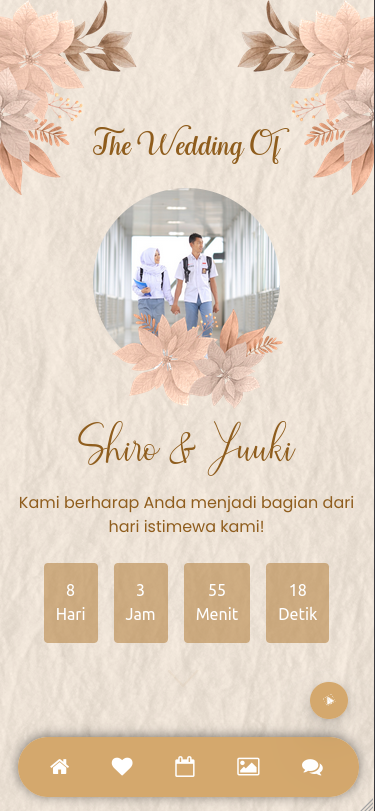 The Wedding Of
Shiro & Yuuki
Kami berharap Anda menjadi bagian dari
hari istimewa kami!
8 3 55 18
Hari Jam Menit Detik